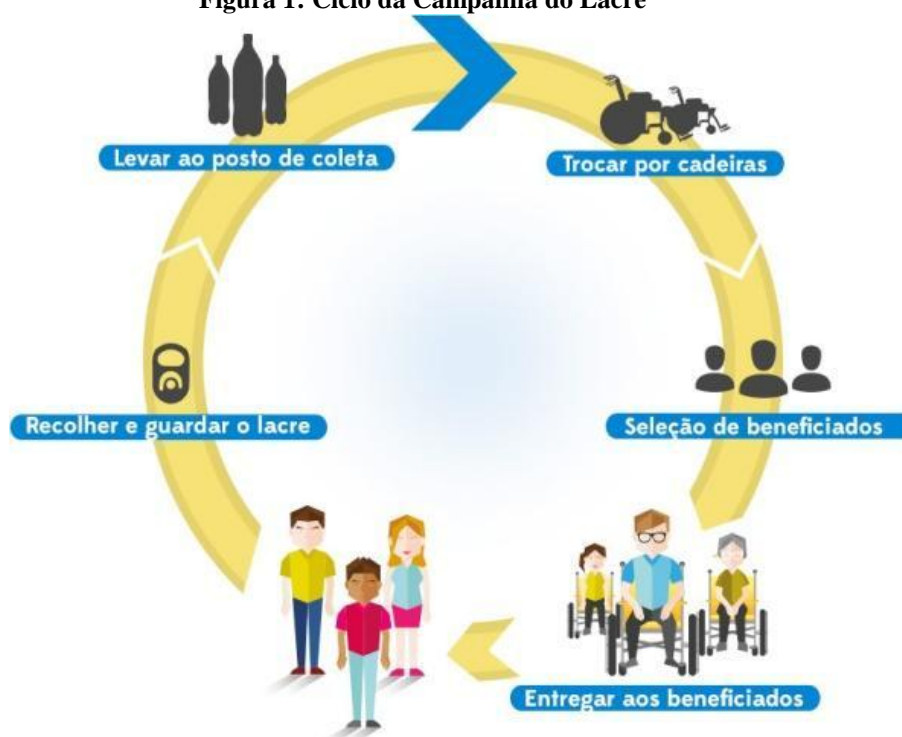 Figura 1: Ciclo da Campanha do Lacre
Levar ao posto de coleta
Trocar por cadeiras
Recolher e guardar o lacre
Seleção de beneficiados
Entregar aos beneficiados